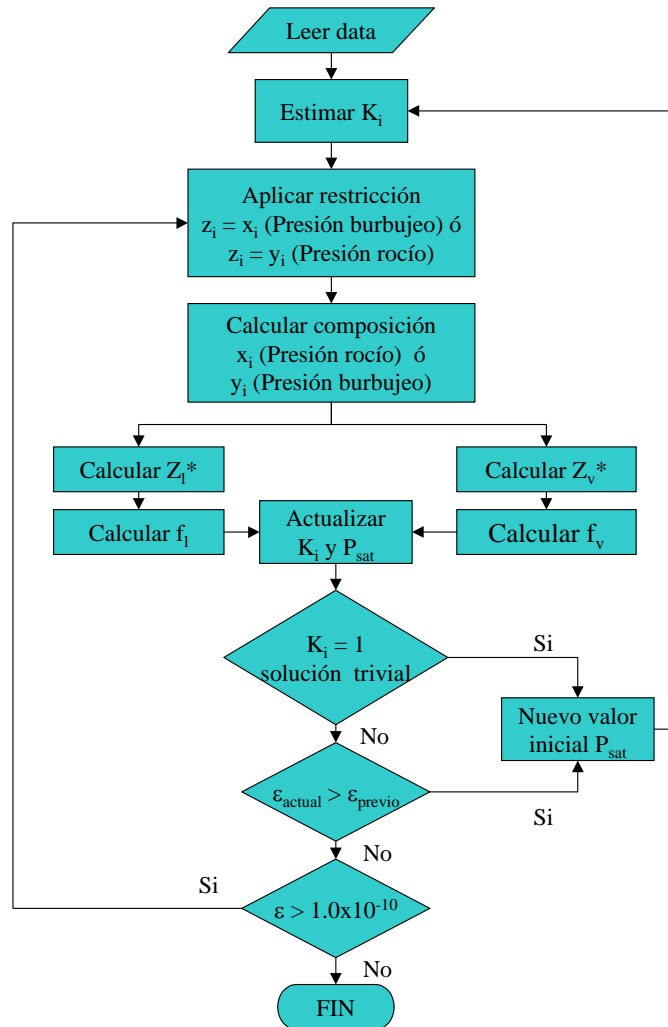 Leer data
Estimar Kᵢ
Aplicar restricción
zᵢ = xᵢ (Presión burbujeo) ó
zᵢ = yᵢ (Presión rocío)
Calcular composición
xᵢ (Presión rocío) ó
yᵢ (Presión burbujeo)
Calcular Zₗ*
Calcular Zᵥ*
Calcular fₗ
Actualizar
Kᵢ y Pₛₐₜ
Calcular fᵥ
Kᵢ = 1
solución trivial
Si
Nuevo valor
inicial Pₛₐₜ
No
ε_actual > ε_previo
Si
No
Si
ε > 1.0x10⁻¹⁰
No
FIN